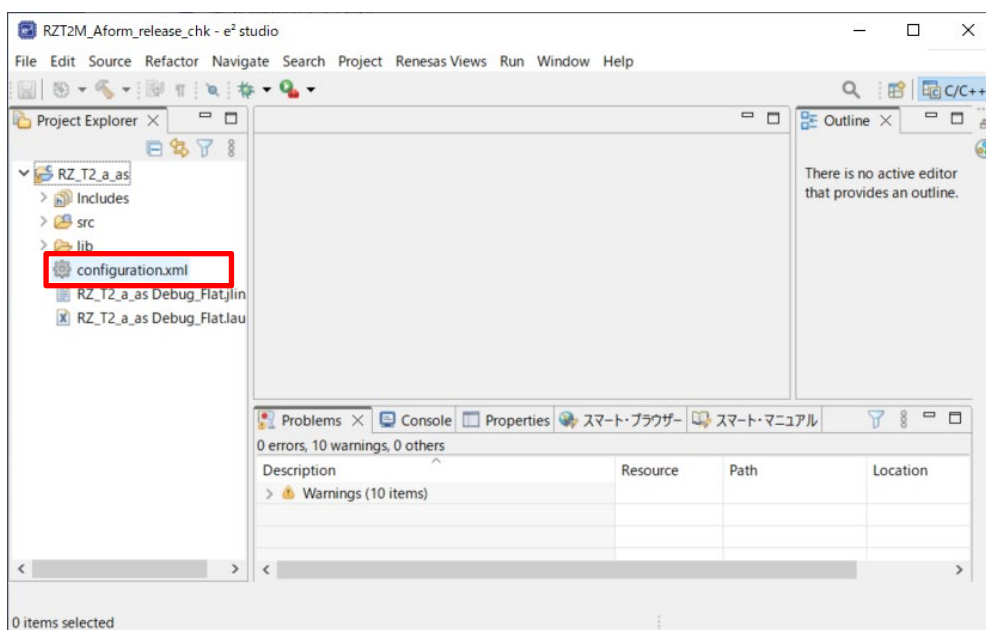 RZT2M_Aform_release_chk - e² studio
File Edit Source Refactor Navigate Search Project Renesas Views Run Window Help
C/C++
Project Explorer
Outline
RZ_T2_a_as
There is no active editor
that provides an outline.
Includes
src
lib
configuration.xml
RZ_T2_a_as Debug_Flat.jlin
RZ_T2_a_as Debug_Flat.lau
Problems Console Properties スマート・ブラウザー スマート・マニュアル
0 errors, 10 warnings, 0 others
Description Resource Path Location
Warnings (10 items)
0 items selected